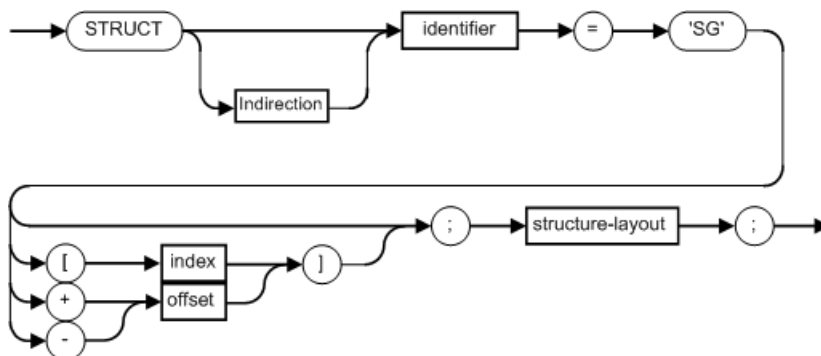 STRUCT identifier = 'SG'
Indirection
; structure-layout ;
[ index ]
+ offset
-